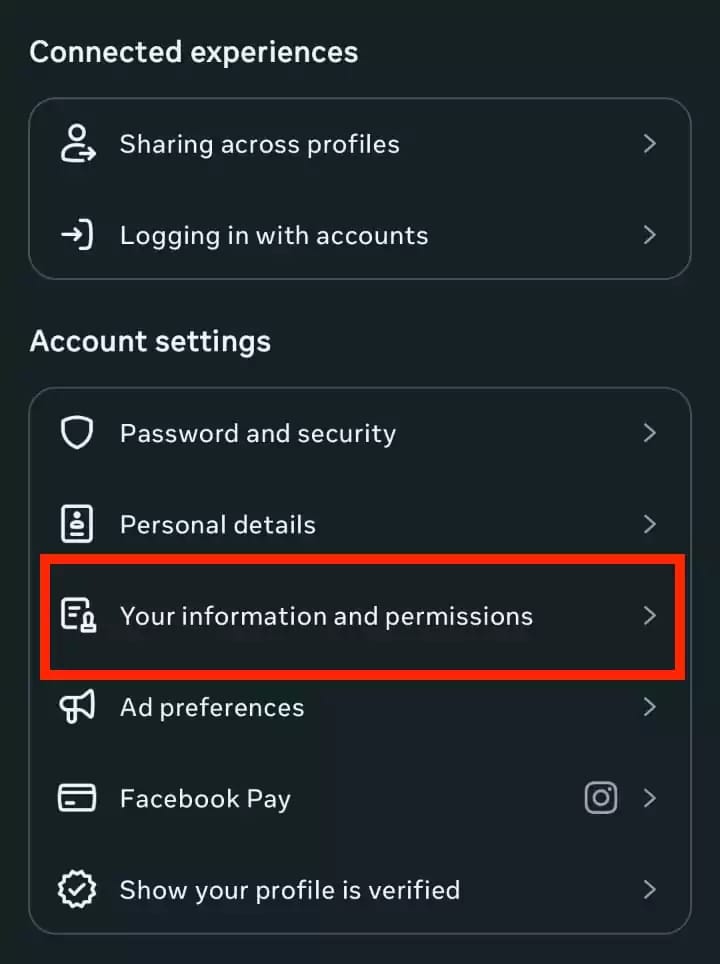 Connected experiences
Sharing across profiles
Logging in with accounts
Account settings
Password and security
Personal details
Your information and permissions
Ad preferences
Facebook Pay
Show your profile is verified